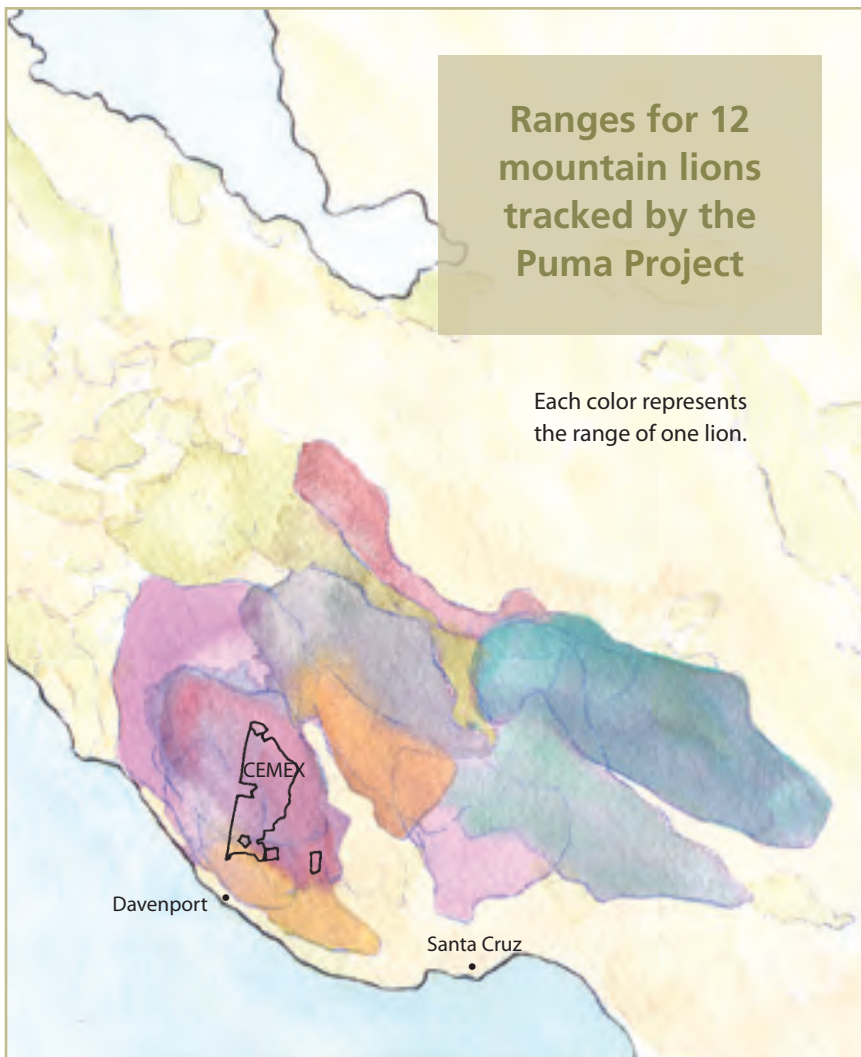 Ranges for 12
mountain lions
tracked by the
Puma Project
Each color represents
the range of one lion.
CEMEX
Davenport
Santa Cruz